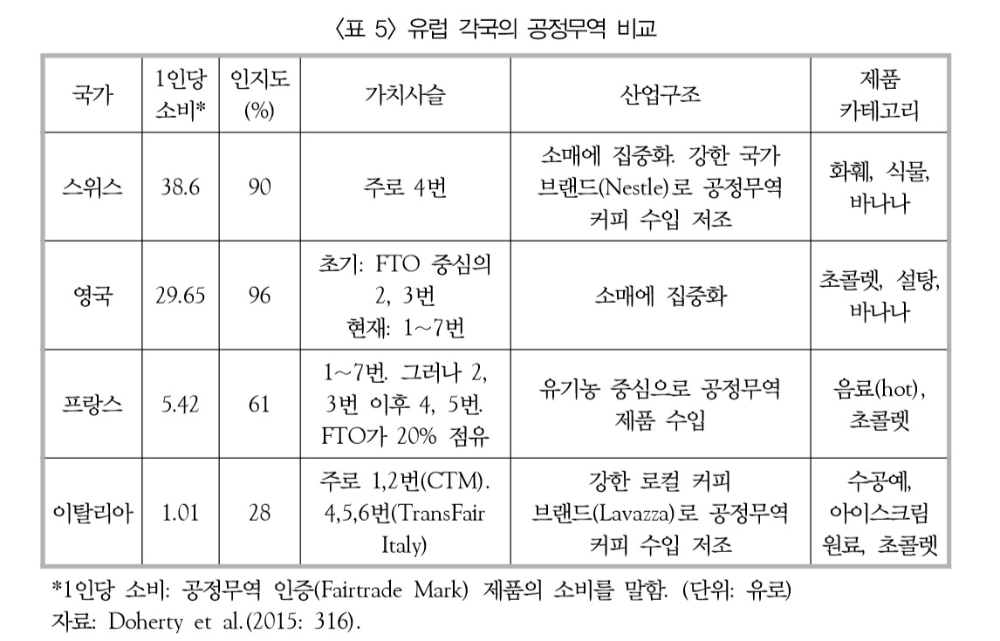 〈표 5〉 유럽 각국의 공정무역 비교
국가
1인당
소비*
인지도
(%)
가치사슬
산업구조
제품
카테고리
스위스
38.6
90
주로 4번
소매에 집중화. 강한 국가
브랜드(Nestle)로 공정무역
커피 수입 저조
화훼, 식물,
바나나
영국
29.65
96
초기: FTO 중심의
2, 3번
현재: 1~7번
소매에 집중화
초콜렛, 설탕,
바나나
프랑스
5.42
61
1~7번. 그러나 2,
3번 이후 4, 5번.
FTO가 20% 점유
유기농 중심으로 공정무역
제품 수입
음료(hot),
초콜렛
이탈리아
1.01
28
주로 1,2번(CTM).
4,5,6번(TransFair
Italy)
강한 로컬 커피
브랜드(Lavazza)로 공정무역
커피 수입 저조
수공예,
아이스크림
원료, 초콜렛
*1인당 소비: 공정무역 인증(Fairtrade Mark) 제품의 소비를 말함. (단위: 유로)
자료: Doherty et al.(2015: 316).